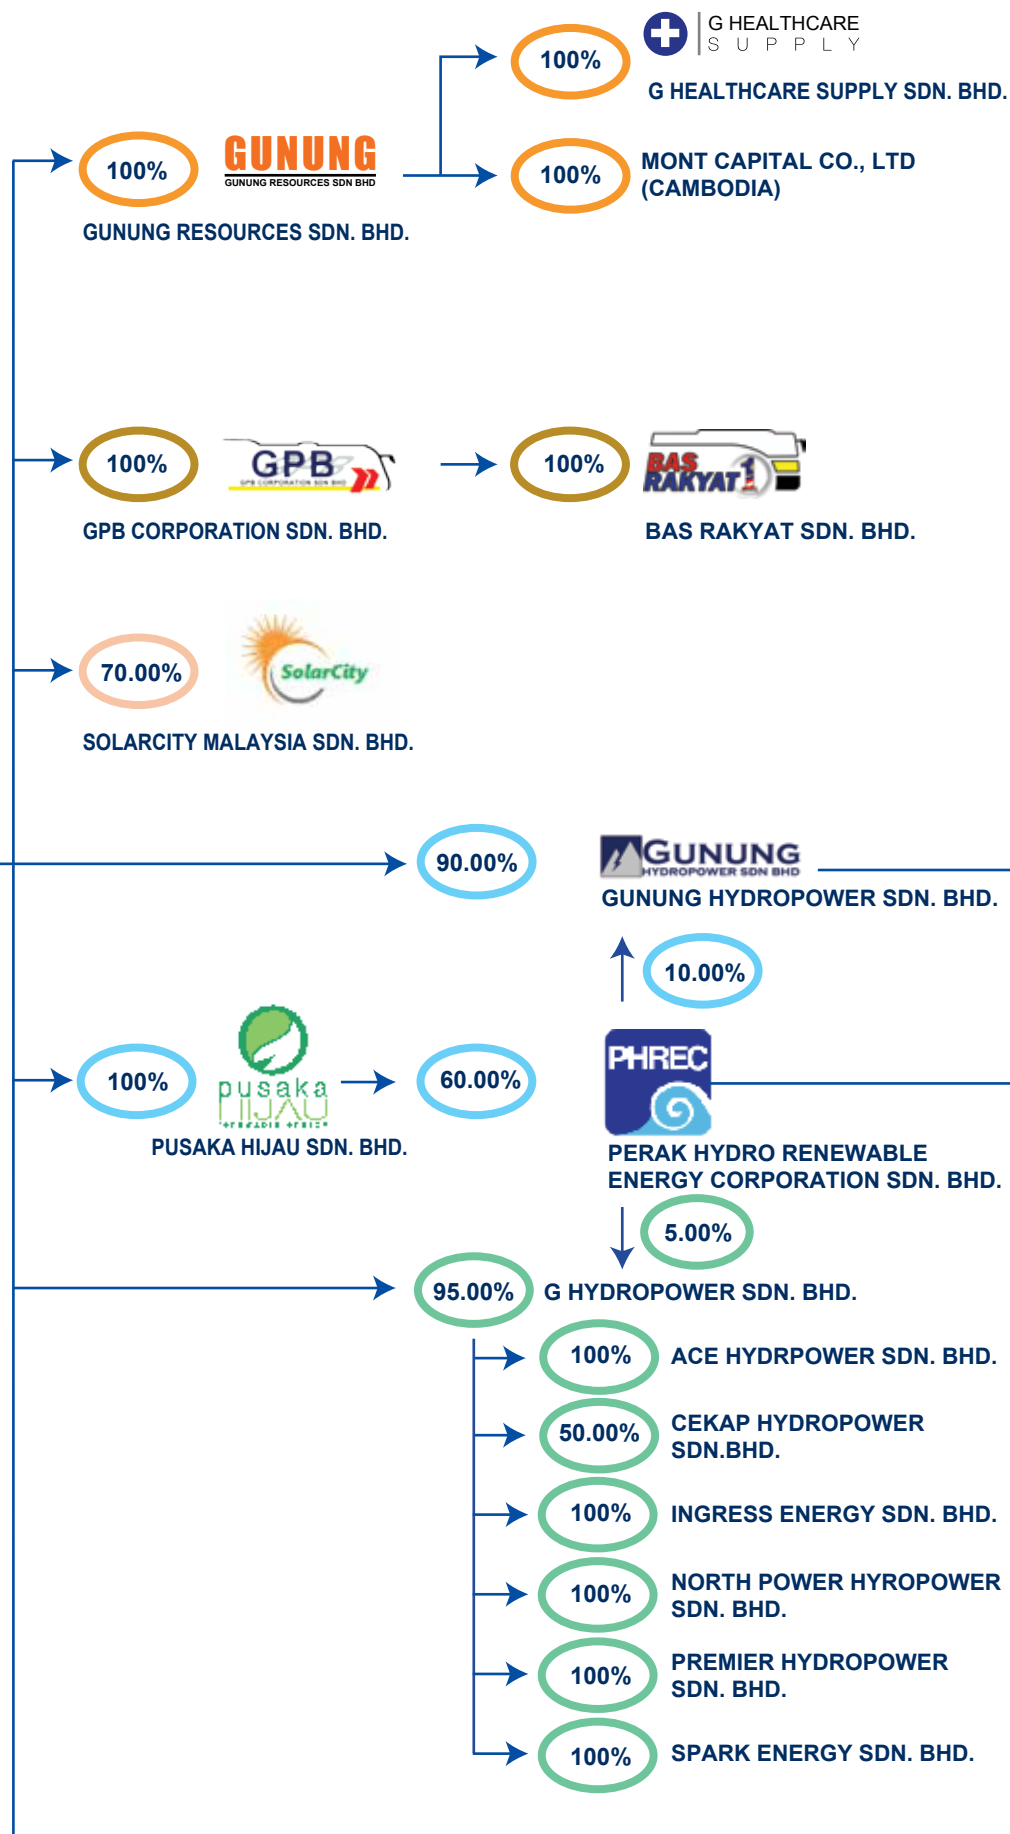 G HEALTHCARE
SUPPLY
100%
G HEALTHCARE SUPPLY SDN. BHD.
100%
GUNUNG
GUNUNG RESOURCES SDN BHD
GUNUNG RESOURCES SDN. BHD.
100%
MONT CAPITAL CO., LTD
(CAMBODIA)
100%
GPB
GPB CORPORATION SDN BHD
GPB CORPORATION SDN. BHD.
100%
BAS
RAKYAT 1
BAS RAKYAT SDN. BHD.
70.00%
SolarCity
SOLARCITY MALAYSIA SDN. BHD.
90.00%
GUNUNG
HYDROPOWER SDN BHD
GUNUNG HYDROPOWER SDN. BHD.
10.00%
100%
pusaka
HIJAU
PUSAKA HIJAU SDN. BHD.
60.00%
PHREC
PERAK HYDRO RENEWABLE
ENERGY CORPORATION SDN. BHD.
5.00%
95.00%
G HYDROPOWER SDN. BHD.
100%
ACE HYDRPOWER SDN. BHD.
50.00%
CEKAP HYDROPOWER
SDN.BHD.
100%
INGRESS ENERGY SDN. BHD.
100%
NORTH POWER HYROPOWER
SDN. BHD.
100%
PREMIER HYDROPOWER
SDN. BHD.
100%
SPARK ENERGY SDN. BHD.